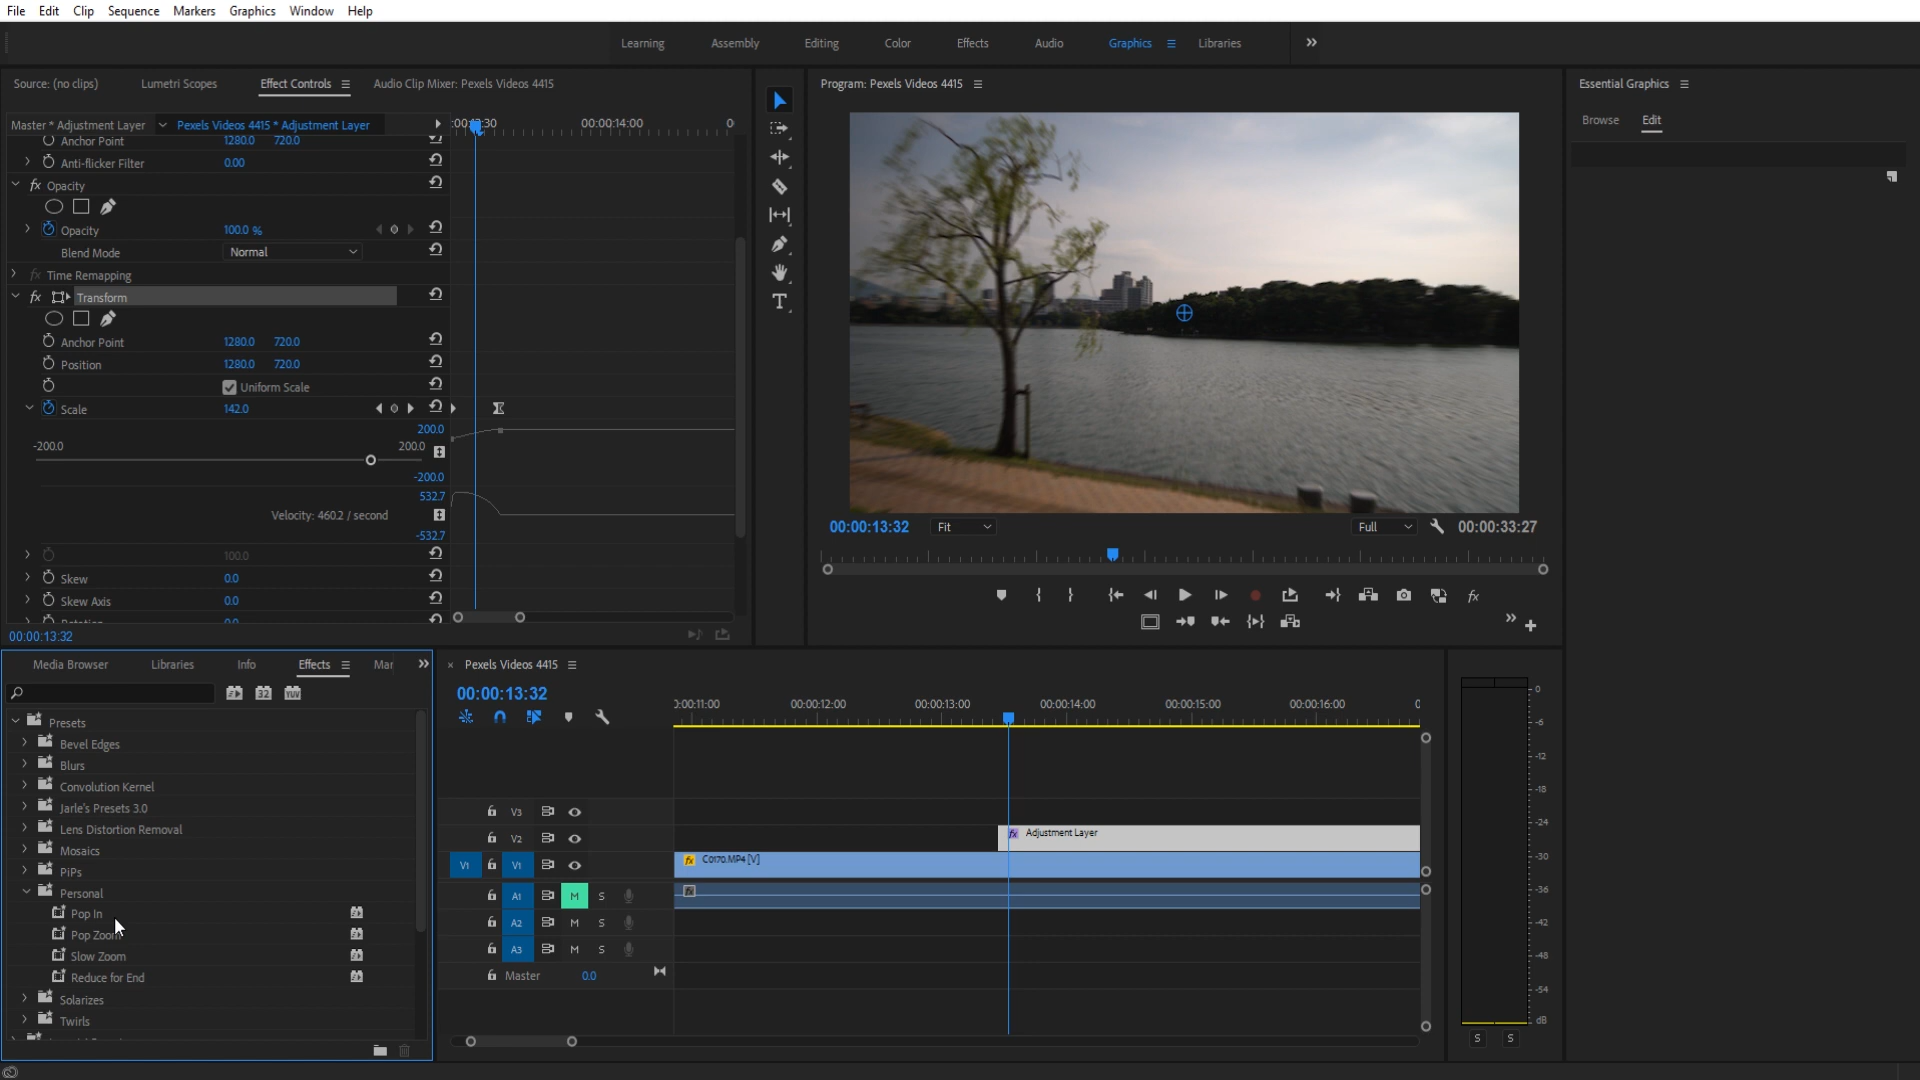 File Edit Clip Sequence Markers Graphics Window Help
Learning Assembly Editing Color Effects Audio Graphics Libraries
Source: (no clips) Lumetri Scopes Effect Controls Audio Clip Mixer: Pexels Videos 4415
Master * Adjustment Layer Pexels Videos 4415 * Adjustment Layer
00:00:14:00
Anchor Point 1280.0 720.0
Anti-flicker Filter 0.00
fx Opacity
Opacity 100.0 %
Blend Mode Normal
fx Time Remapping
fx Transform
Anchor Point 1280.0 720.0
Position 1280.0 720.0
Uniform Scale
Scale 142.0
200.0
-200.0 200.0
-200.0
532.7
Velocity: 460.2 / second
-532.7
100.0
Skew 0.0
Skew Axis 0.0
00:00:13:32
Program: Pexels Videos 4415
00:00:13:32 Fit Full 00:00:33:27
fx
Essential Graphics
Browse Edit
Media Browser Libraries Info Effects Mar
32 YUV
Presets
Bevel Edges
Blurs
Convolution Kernel
Jarle's Presets 3.0
Lens Distortion Removal
Mosaics
PiPs
Personal
Pop In
Pop Zoom
Slow Zoom
Reduce for End
Solarizes
Twirls
× Pexels Videos 4415
00:00:13:32
0:00:11:00 00:00:12:00 00:00:13:00 00:00:14:00 00:00:15:00 00:00:16:00
V3
V2 fx Adjustment Layer
V1 V1 fx C0170.MP4 [V]
A1 M S
A2 M S
A3 M S
Master 0.0
0
-6
-12
-18
-24
-30
-36
-42
-48
-54
dB
S S